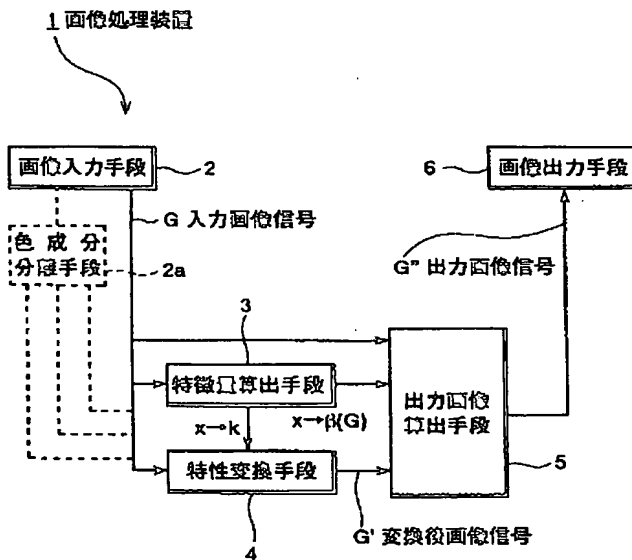 1 画像処理装置
画像入力手段
2
6
画像出力手段
G 入力画像信号
色成分
分離手段
2a
G" 出力画像信号
3
特徴量算出手段
x→k
x→β(G)
出力画像
算出手段
特性変換手段
5
4
G' 変換後画像信号